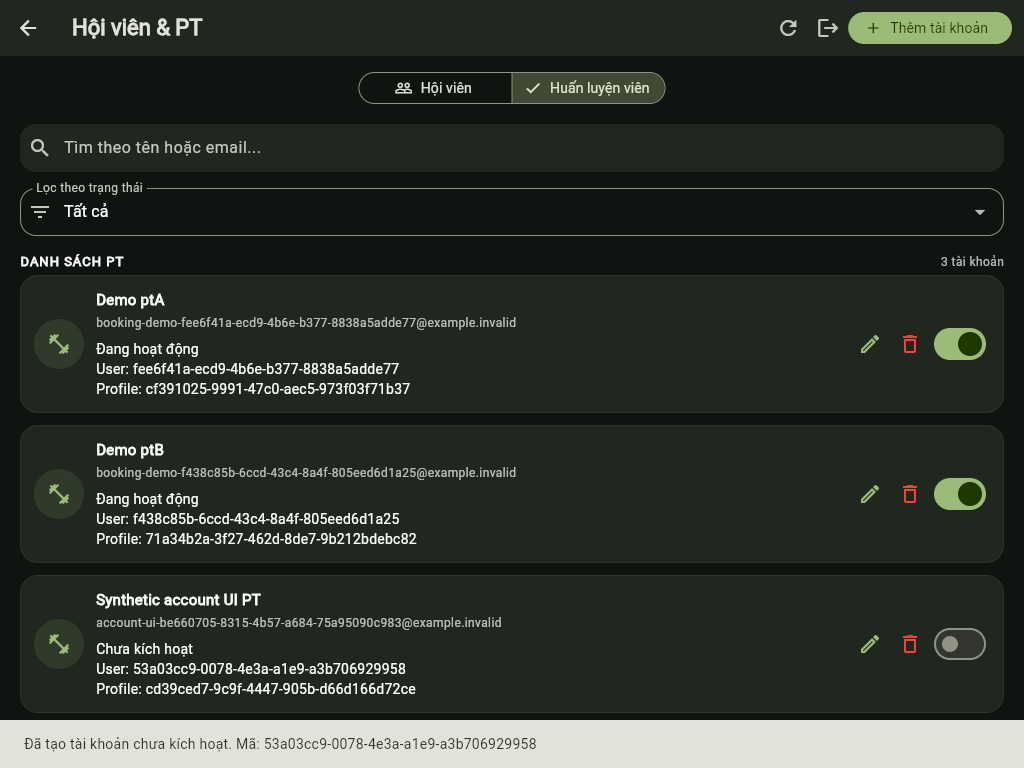 Hội viên & PT
Thêm tài khoản
Hội viên
Huấn luyện viên
Tìm theo tên hoặc email...
Lọc theo trạng thái
Tất cả
DANH SÁCH PT
3 tài khoản
Demo ptA
booking-demo-fee6f41a-ecd9-4b6e-b377-8838a5adde77@example.invalid
Đang hoạt động
User: fee6f41a-ecd9-4b6e-b377-8838a5adde77
Profile: cf391025-9991-47c0-aec5-973f03f71b37
Demo ptB
booking-demo-f438c85b-6ccd-43c4-8a4f-805eed6d1a25@example.invalid
Đang hoạt động
User: f438c85b-6ccd-43c4-8a4f-805eed6d1a25
Profile: 71a34b2a-3f27-462d-8de7-9b212bdebc82
Synthetic account UI PT
account-ui-be660705-8315-4b57-a684-75a95090c983@example.invalid
Chưa kích hoạt
User: 53a03cc9-0078-4e3a-a1e9-a3b706929958
Profile: cd39ced7-9c9f-4447-905b-d66d166d72ce
Đã tạo tài khoản chưa kích hoạt. Mã: 53a03cc9-0078-4e3a-a1e9-a3b706929958